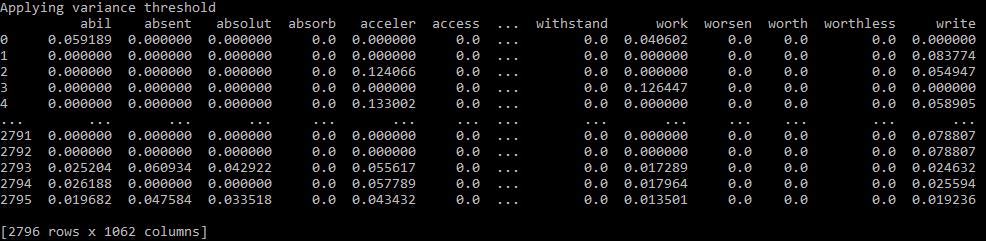 Applying variance threshold
abil absent absolut absorb acceler access ... withstand work worsen worth worthless write
0 0.059189 0.000000 0.000000 0.0 0.000000 0.0 ... 0.0 0.040602 0.0 0.0 0.0 0.000000
1 0.000000 0.000000 0.000000 0.0 0.000000 0.0 ... 0.0 0.000000 0.0 0.0 0.0 0.083774
2 0.000000 0.000000 0.000000 0.0 0.124066 0.0 ... 0.0 0.000000 0.0 0.0 0.0 0.054947
3 0.000000 0.000000 0.000000 0.0 0.000000 0.0 ... 0.0 0.126447 0.0 0.0 0.0 0.000000
4 0.000000 0.000000 0.000000 0.0 0.133002 0.0 ... 0.0 0.000000 0.0 0.0 0.0 0.058905
... ... ... ... ... ... ... ... ... ... ... ... ... ...
2791 0.000000 0.000000 0.000000 0.0 0.000000 0.0 ... 0.0 0.000000 0.0 0.0 0.0 0.078807
2792 0.000000 0.000000 0.000000 0.0 0.000000 0.0 ... 0.0 0.000000 0.0 0.0 0.0 0.078807
2793 0.025204 0.060934 0.042922 0.0 0.055617 0.0 ... 0.0 0.017289 0.0 0.0 0.0 0.024632
2794 0.026188 0.000000 0.000000 0.0 0.057789 0.0 ... 0.0 0.017964 0.0 0.0 0.0 0.025594
2795 0.019682 0.047584 0.033518 0.0 0.043432 0.0 ... 0.0 0.013501 0.0 0.0 0.0 0.019236
[2796 rows x 1062 columns]